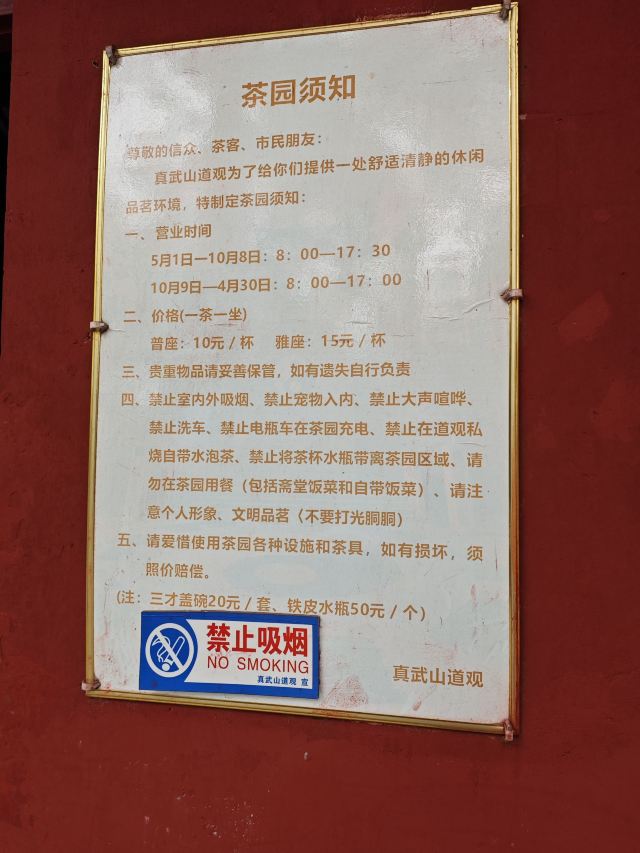 茶园须知
尊敬的信众、茶客、市民朋友：
真武山道观为了给你们提供一处舒适清静的休闲
品茗环境，特制定茶园须知：
一、营业时间
5月1日—10月8日：8：00—17：30
10月9日—4月30日：8：00—17：00
二、价格(一茶一坐)
普座：10元／杯　雅座：15元／杯
三、贵重物品请妥善保管，如有遗失自行负责
四、禁止室内外吸烟、禁止宠物入内、禁止大声喧哗、
禁止洗车、禁止电瓶车在茶园充电、禁止在道观私
烧自带水泡茶、禁止将茶杯水瓶带离茶园区域、请
勿在茶园用餐（包括斋堂饭菜和自带饭菜）、请注
意个人形象、文明品茗（不要打光胴胴）
五、请爱惜使用茶园各种设施和茶具，如有损坏，须
照价赔偿。
(注：三才盖碗20元／套、铁皮水瓶50元／个）
禁止吸烟
NO SMOKING
真武山道观 宣
真武山道观